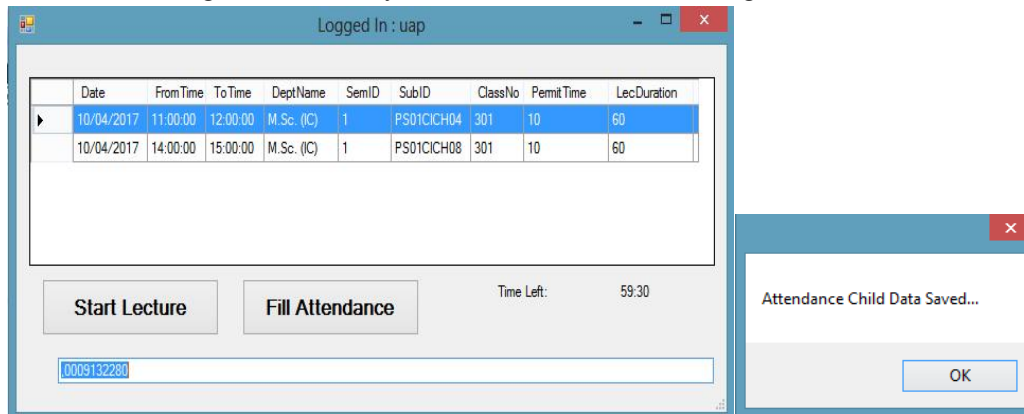 Logged In : uap
Date FromTime ToTime DeptName SemID SubID ClassNo PermitTime LecDuration
10/04/2017 11:00:00 12:00:00 M.Sc. (IC) 1 PS01CICH04 301 10 60
10/04/2017 14:00:00 15:00:00 M.Sc. (IC) 1 PS01CICH08 301 10 60
Start Lecture Fill Attendance Time Left: 59:30
,0009132280
Attendance Child Data Saved...
OK